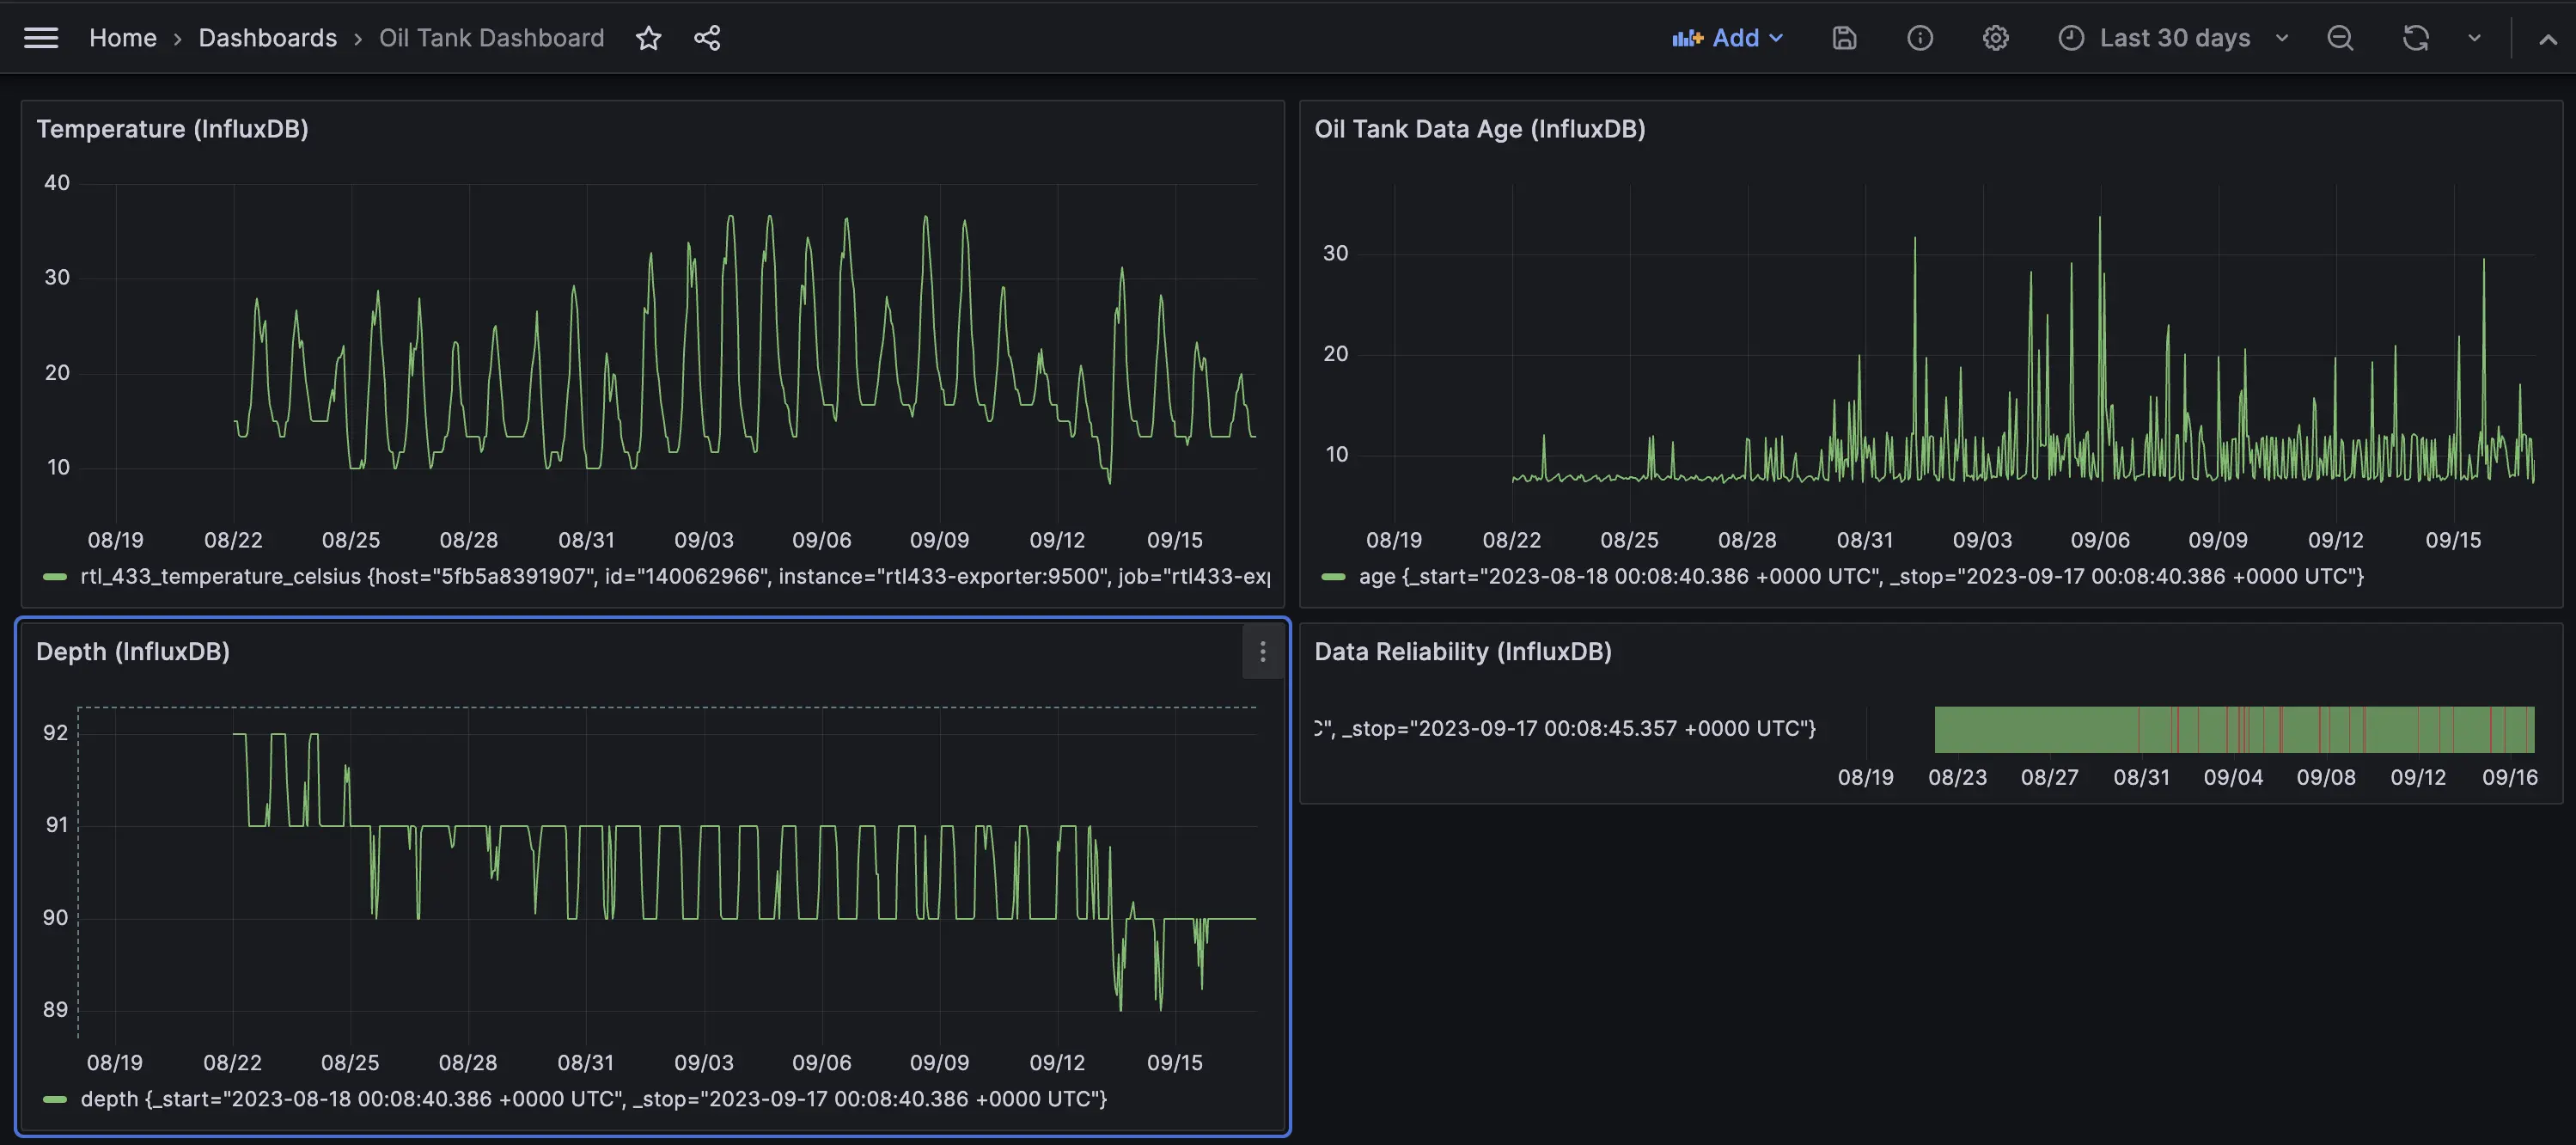 Home › Dashboards › Oil Tank Dashboard
Add
Last 30 days
Temperature (InfluxDB)
40
30
20
10
08/19 08/22 08/25 08/28 08/31 09/03 09/06 09/09 09/12 09/15
rtl_433_temperature_celsius {host="5fb5a8391907", id="140062966", instance="rtl433-exporter:9500", job="rtl433-exp
Oil Tank Data Age (InfluxDB)
30
20
10
08/19 08/22 08/25 08/28 08/31 09/03 09/06 09/09 09/12 09/15
age {_start="2023-08-18 00:08:40.386 +0000 UTC", _stop="2023-09-17 00:08:40.386 +0000 UTC"}
Depth (InfluxDB)
92
91
90
89
08/19 08/22 08/25 08/28 08/31 09/03 09/06 09/09 09/12 09/15
depth {_start="2023-08-18 00:08:40.386 +0000 UTC", _stop="2023-09-17 00:08:40.386 +0000 UTC"}
Data Reliability (InfluxDB)
C", _stop="2023-09-17 00:08:45.357 +0000 UTC"}
08/19 08/23 08/27 08/31 09/04 09/08 09/12 09/16